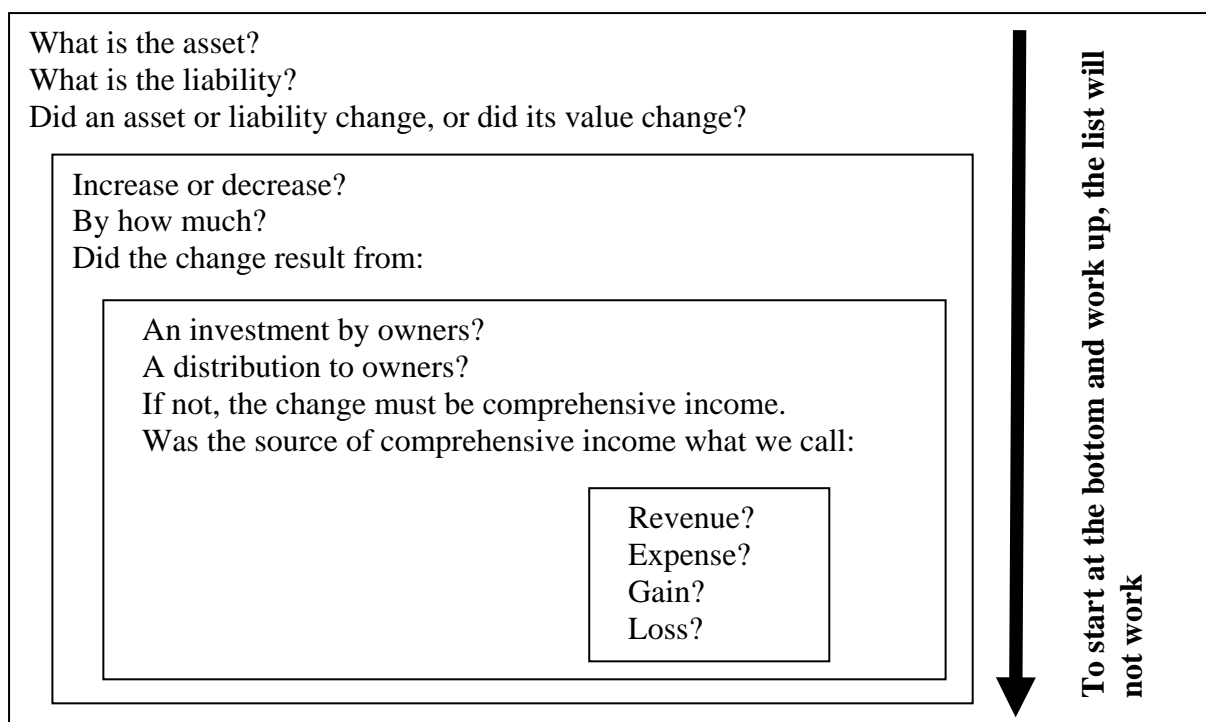 What is the asset?
What is the liability?
Did an asset or liability change, or did its value change?
Increase or decrease?
By how much?
Did the change result from:
An investment by owners?
A distribution to owners?
If not, the change must be comprehensive income.
Was the source of comprehensive income what we call:
Revenue?
Expense?
Gain?
Loss?
To start at the bottom and work up, the list will
not work